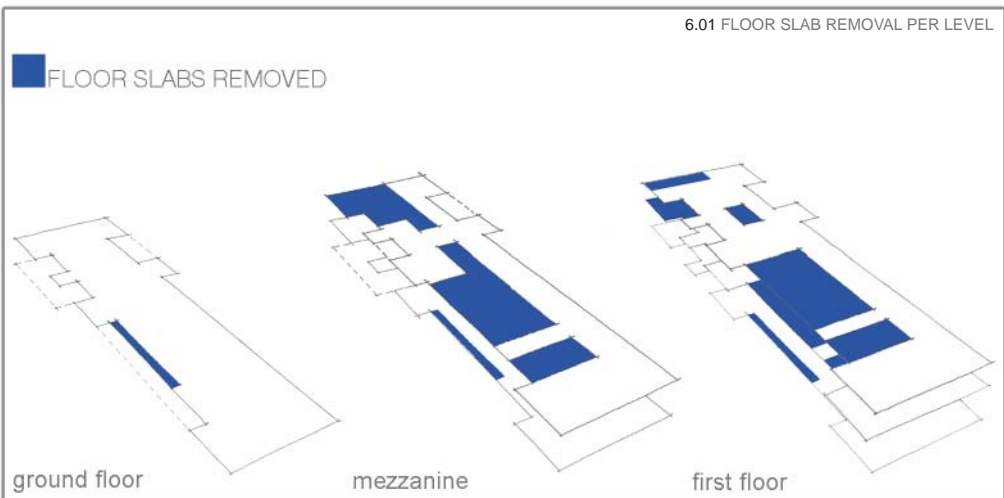 6.01 FLOOR SLAB REMOVAL PER LEVEL
FLOOR SLABS REMOVED
ground floor
mezzanine
first floor